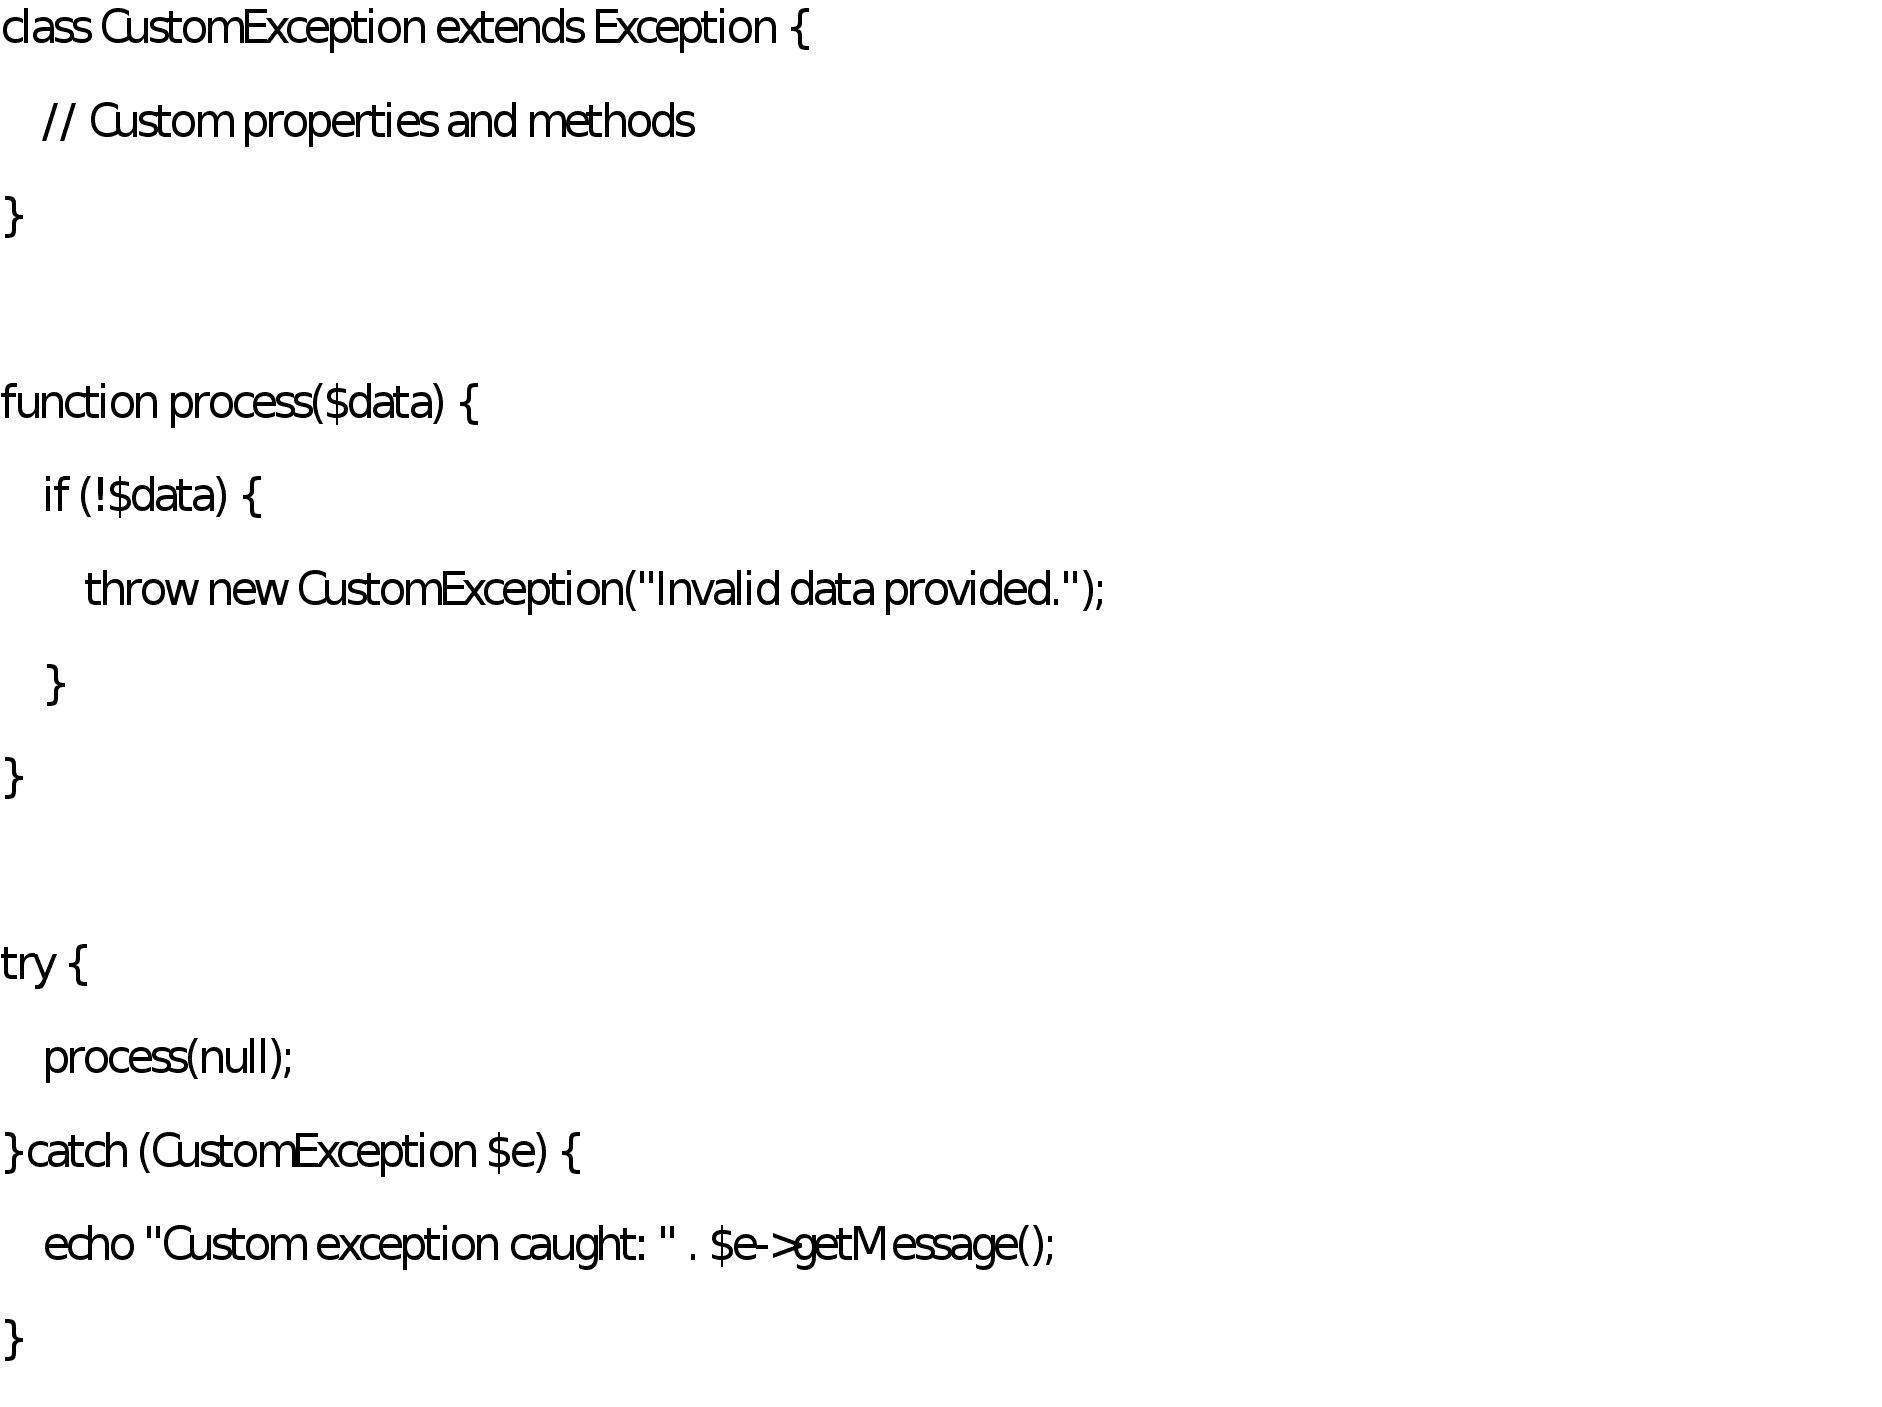 class CustomException extends Exception {
    // Custom properties and methods
}

function process($data) {
    if (!$data) {
        throw new CustomException("Invalid data provided.");
    }
}

try {
    process(null);
} catch (CustomException $e) {
    echo "Custom exception caught: " . $e->getMessage();
}